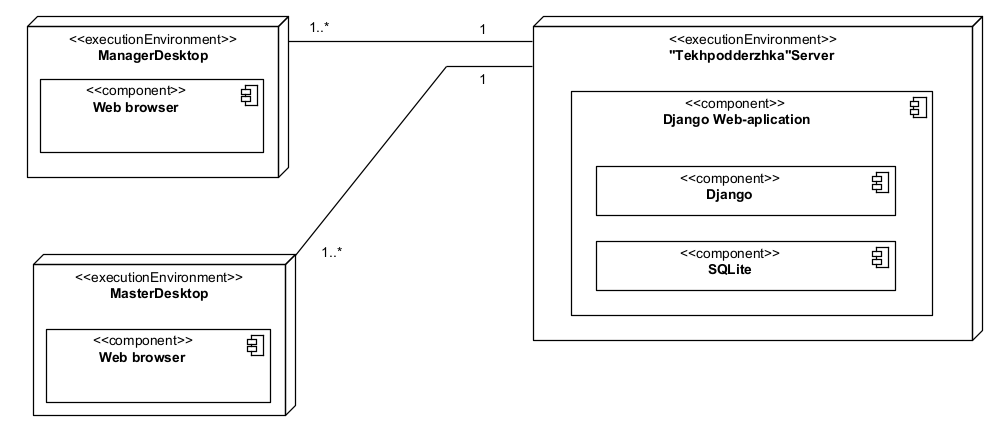 <<executionEnvironment>>
ManagerDesktop
<<component>>
Web browser
1..*
1
<<executionEnvironment>>
"Tekhpodderzhka"Server
<<component>>
Django Web-aplication
<<component>>
Django
<<component>>
SQLite
1
1..*
<<executionEnvironment>>
MasterDesktop
<<component>>
Web browser